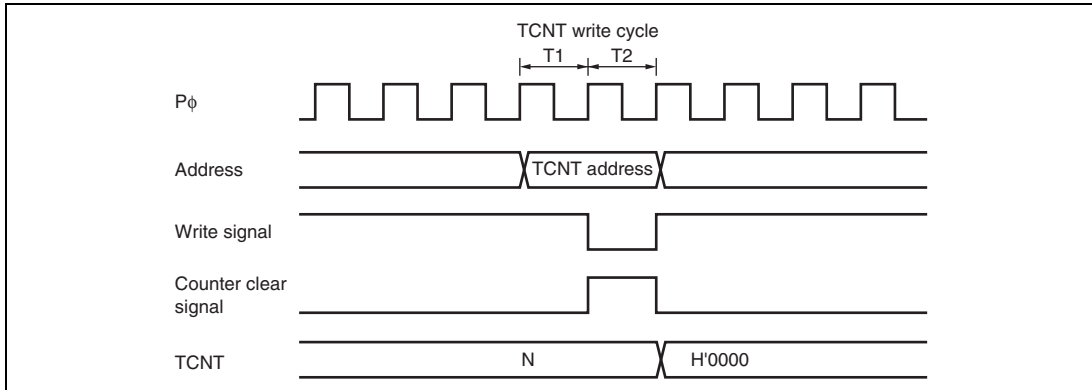 TCNT write cycle
T1 T2
Pϕ
Address
TCNT address
Write signal
Counter clear
signal
TCNT
N
H'0000